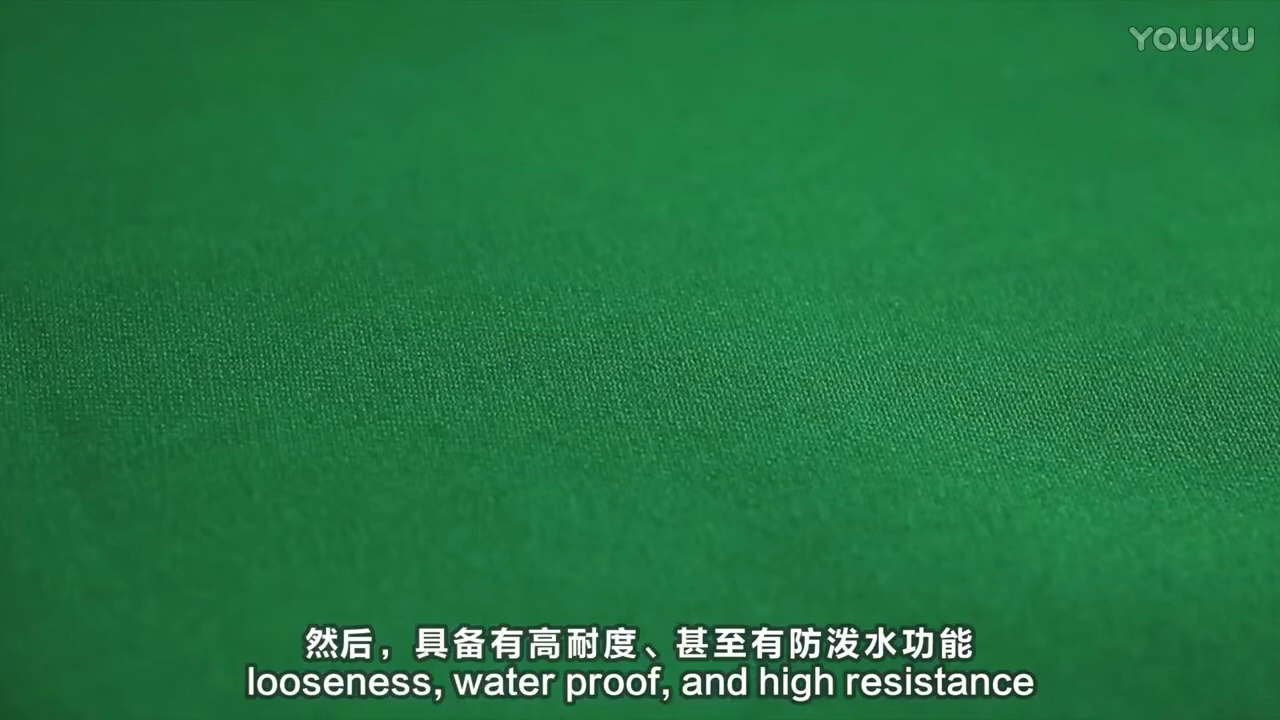 YOUKU
然后，具备有高耐度、甚至有防泼水功能
looseness, water proof, and high resistance